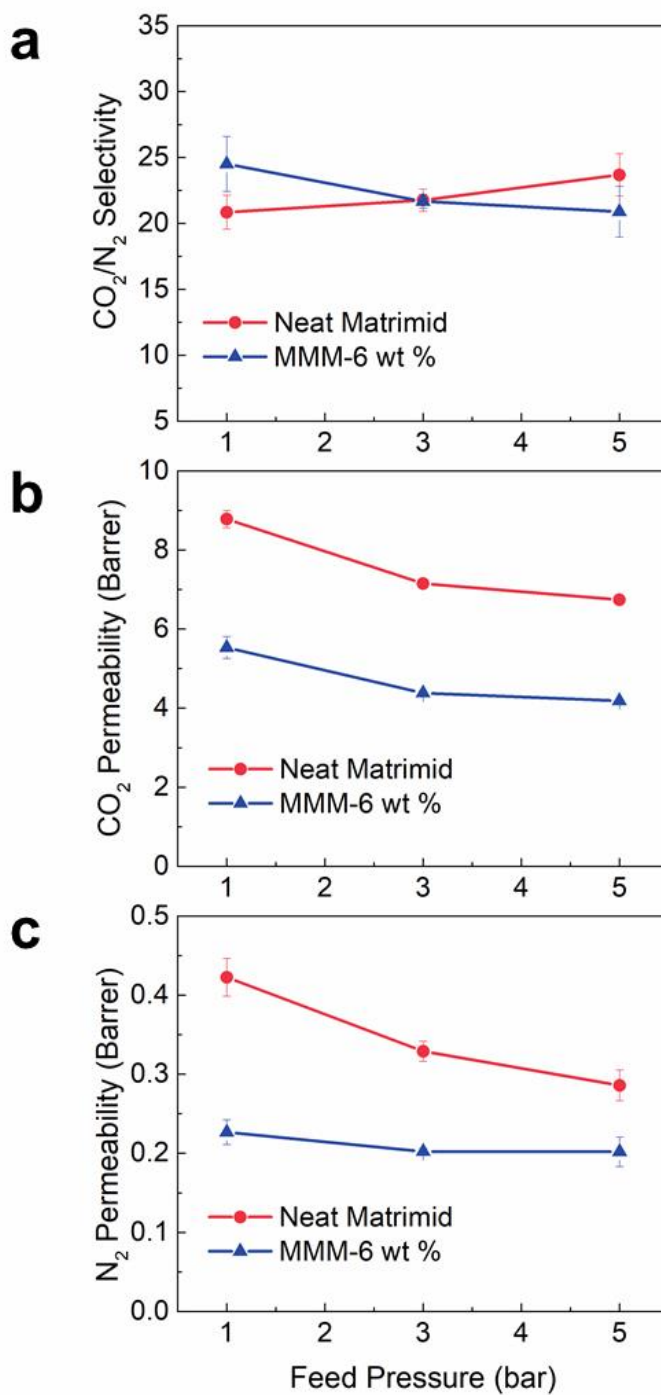 a
35
30
25
20
15
10
5
CO₂/N₂ Selectivity
Neat Matrimid
MMM-6 wt %
1 2 3 4 5
b
10
8
6
4
2
0
CO₂ Permeability (Barrer)
Neat Matrimid
MMM-6 wt %
1 2 3 4 5
c
0.5
0.4
0.3
0.2
0.1
0.0
N₂ Permeability (Barrer)
Neat Matrimid
MMM-6 wt %
1 2 3 4 5
Feed Pressure (bar)